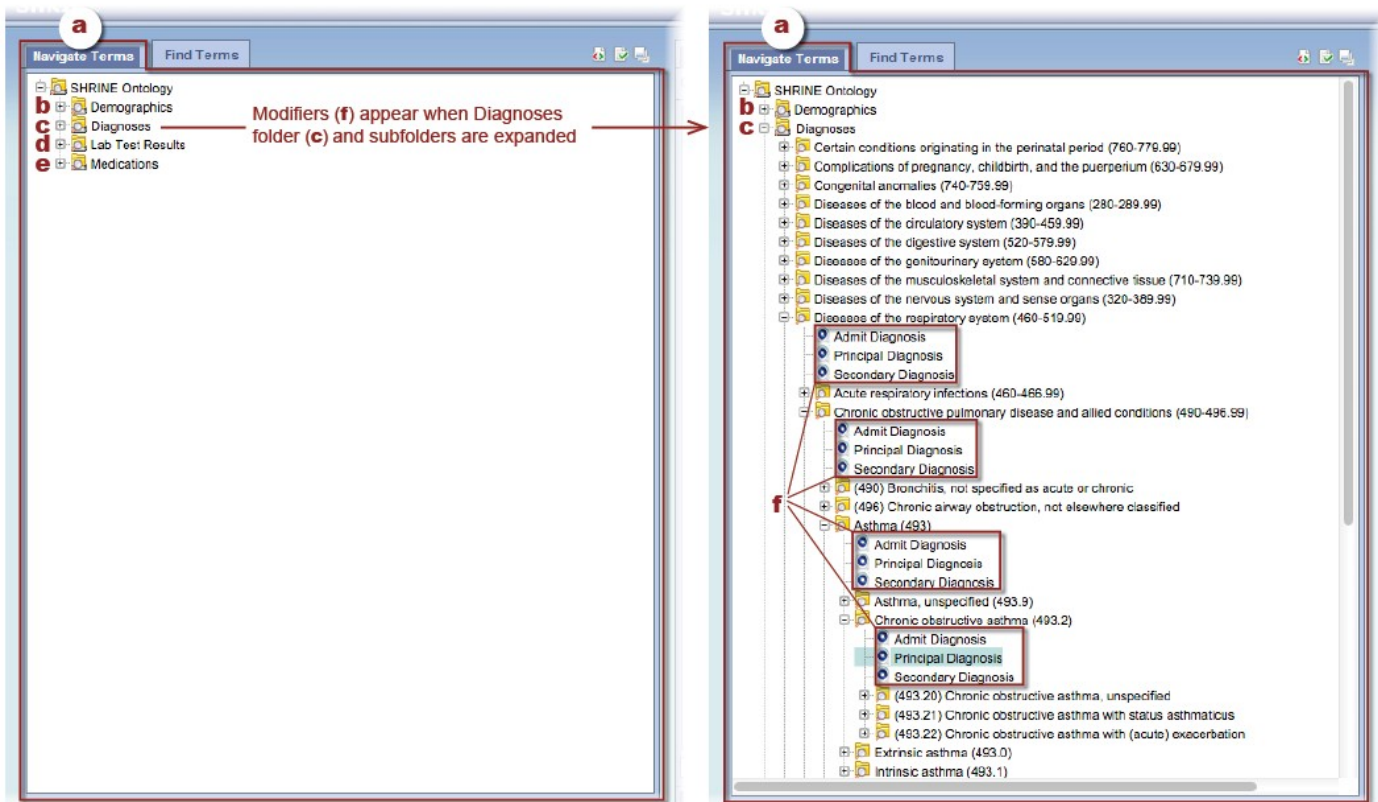 a
Navigate Terms
Find Terms
SHRINE Ontology
b Demographics
c Diagnoses
d Lab Test Results
e Medications
Modifiers (f) appear when Diagnoses
folder (c) and subfolders are expanded
a
Navigate Terms
Find Terms
SHRINE Ontology
b Demographics
c Diagnoses
Certain conditions originating in the perinatal period (760-779.99)
Complications of pregnancy, childbirth, and the puerperium (630-679.99)
Congenital anomalies (740-759.99)
Diseases of the blood and blood-forming organs (280-289.99)
Diseases of the circulatory system (390-459.99)
Diseases of the digestive system (520-579.99)
Diseases of the genitourinary system (580-629.99)
Diseases of the musculoskeletal system and connective tissue (710-739.99)
Diseases of the nervous system and sense organs (320-389.99)
Diseases of the respiratory system (460-519.99)
Admit Diagnosis
Principal Diagnosis
Secondary Diagnosis
Acute respiratory infections (460-466.99)
Chronic obstructive pulmonary disease and allied conditions (490-496.99)
Admit Diagnosis
Principal Diagnosis
Secondary Diagnosis
(490) Bronchitis, not specified as acute or chronic
f (496) Chronic airway obstruction, not elsewhere classified
Asthma (493)
Admit Diagnosis
Principal Diagnosis
Secondary Diagnosis
Asthma, unspecified (493.9)
Chronic obstructive asthma (493.2)
Admit Diagnosis
Principal Diagnosis
Secondary Diagnosis
(493.20) Chronic obstructive asthma, unspecified
(493.21) Chronic obstructive asthma with status asthmaticus
(493.22) Chronic obstructive asthma with (acute) exacerbation
Extrinsic asthma (493.0)
Intrinsic asthma (493.1)